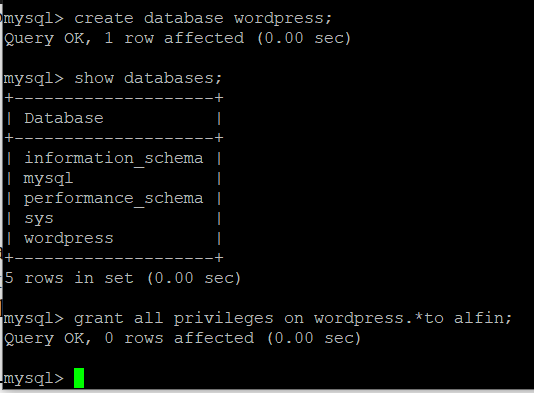 mysql> create database wordpress;
Query OK, 1 row affected (0.00 sec)
mysql> show databases;
+--------------------+
| Database           |
+--------------------+
| information_schema |
| mysql              |
| performance_schema |
| sys                |
| wordpress          |
+--------------------+
5 rows in set (0.00 sec)
mysql> grant all privileges on wordpress.*to alfin;
Query OK, 0 rows affected (0.00 sec)
mysql>